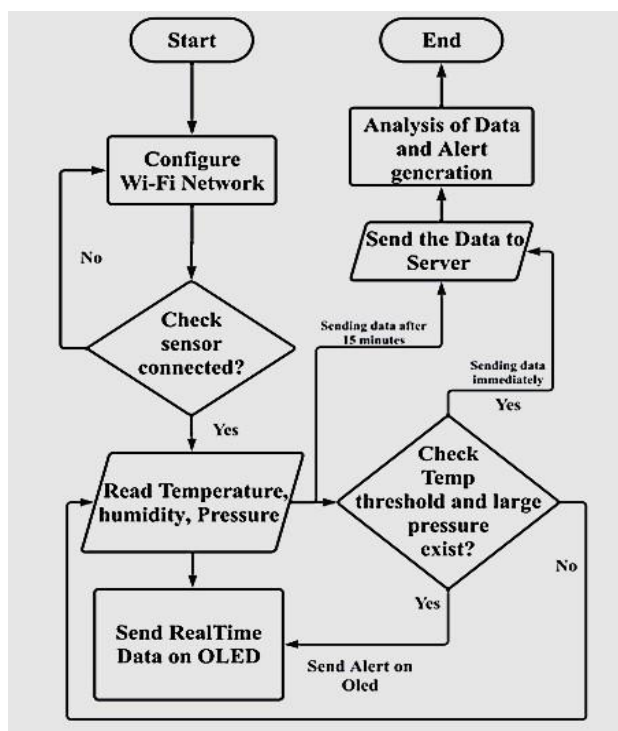 Start
End
Configure
Wi-Fi Network
Analysis of Data
and Alert
generation
Send the Data to
Server
No
Check
sensor
connected?
Sending data after
15 minutes
Sending data
immediately
Yes
Yes
Read Temperature,
humidity, Pressure
Check
Temp
threshold and large
pressure
exist?
No
Yes
Send RealTime
Data on OLED
Send Alert on
Oled